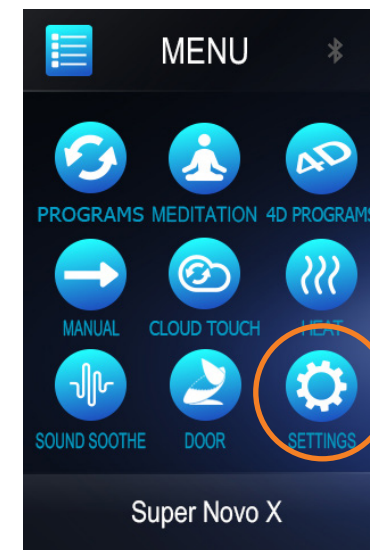 MENU
PROGRAMS MEDITATION 4D PROGRAMS
MANUAL CLOUD TOUCH HEAT
SOUND SOOTHE DOOR SETTINGS
Super Novo X